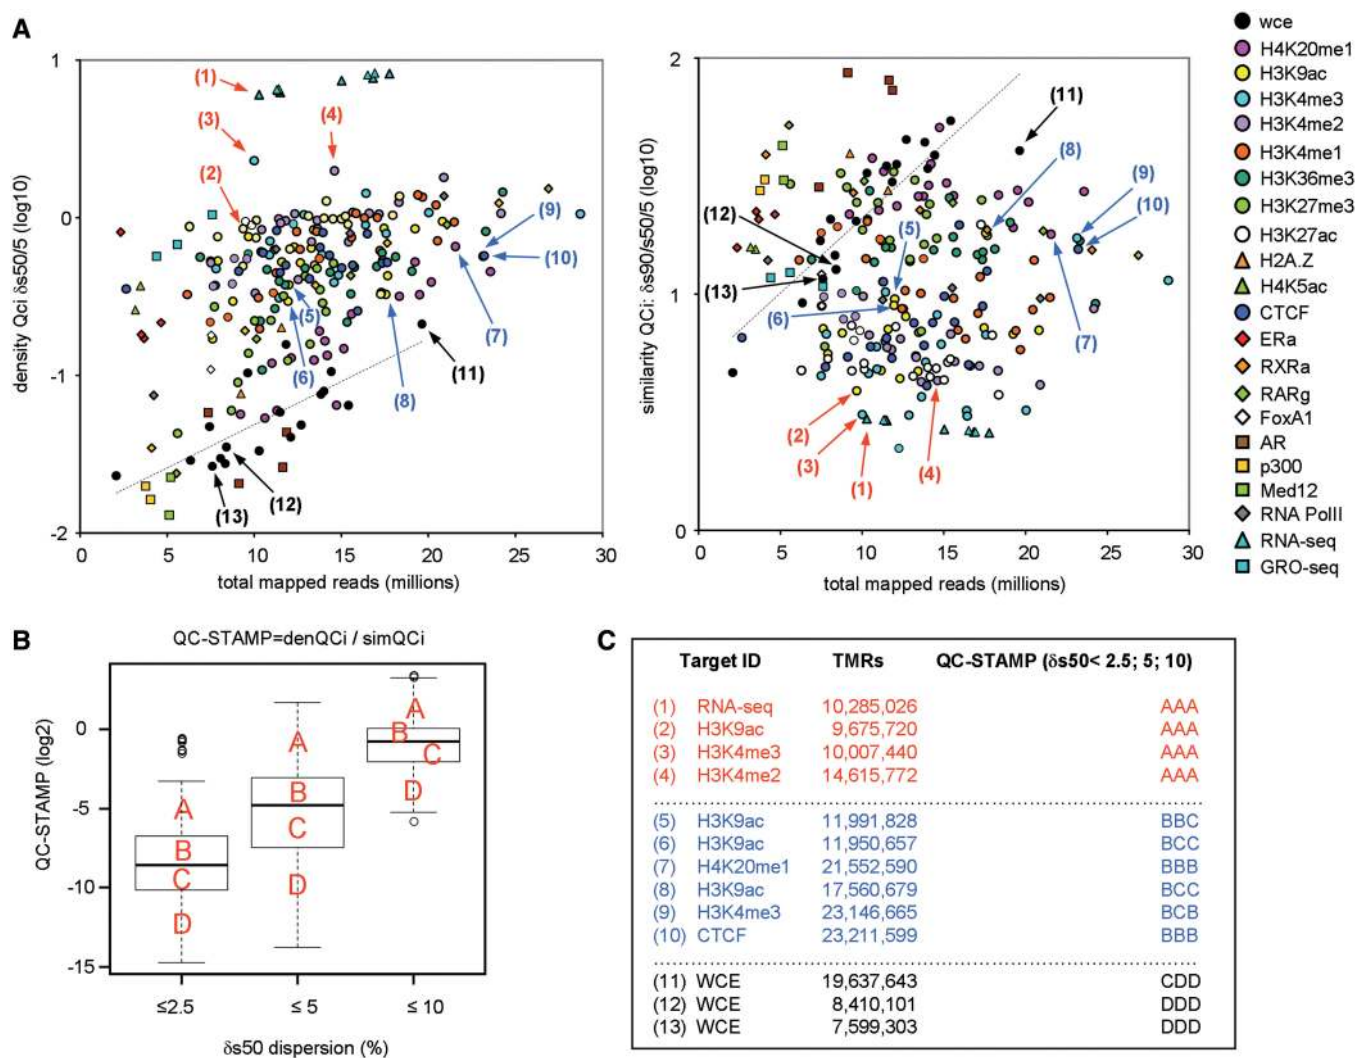 A
density Qci δs50/5 (log10)
1
0
-1
-2
0 5 10 15 20 25 30
total mapped reads (millions)
(1)
(3)
(4)
(2)
(9)
(10)
(5)
(7)
(6)
(8)
(11)
(12)
(13)
similarity QCi: δs90/s50/5 (log10)
2
1
0
0 5 10 15 20 25 30
total mapped reads (millions)
(11)
(8)
(9)
(10)
(12)
(5)
(13)
(6)
(7)
(2)
(3)
(1)
(4)
wce
H4K20me1
H3K9ac
H3K4me3
H3K4me2
H3K4me1
H3K36me3
H3K27me3
H3K27ac
H2A.Z
H4K5ac
CTCF
ERa
RXRa
RARg
FoxA1
AR
p300
Med12
RNA PolII
RNA-seq
GRO-seq
B
QC-STAMP=denQCi / simQCi
QC-STAMP (log2)
0
-5
-10
-15
A
B
C
D
A
B
C
D
A
B
C
D
≤2.5 ≤ 5 ≤ 10
δs50 dispersion (%)
C
Target ID TMRs QC-STAMP (δs50< 2.5; 5; 10)
(1) RNA-seq 10,285,026 AAA
(2) H3K9ac 9,675,720 AAA
(3) H3K4me3 10,007,440 AAA
(4) H3K4me2 14,615,772 AAA
(5) H3K9ac 11,991,828 BBC
(6) H3K9ac 11,950,657 BCC
(7) H4K20me1 21,552,590 BBB
(8) H3K9ac 17,560,679 BCC
(9) H3K4me3 23,146,665 BCB
(10) CTCF 23,211,599 BBB
(11) WCE 19,637,643 CDD
(12) WCE 8,410,101 DDD
(13) WCE 7,599,303 DDD